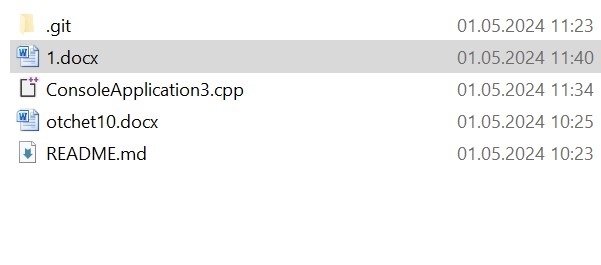 .git 01.05.2024 11:23
1.docx 01.05.2024 11:40
ConsoleApplication3.cpp 01.05.2024 11:34
otchet10.docx 01.05.2024 10:25
README.md 01.05.2024 10:23